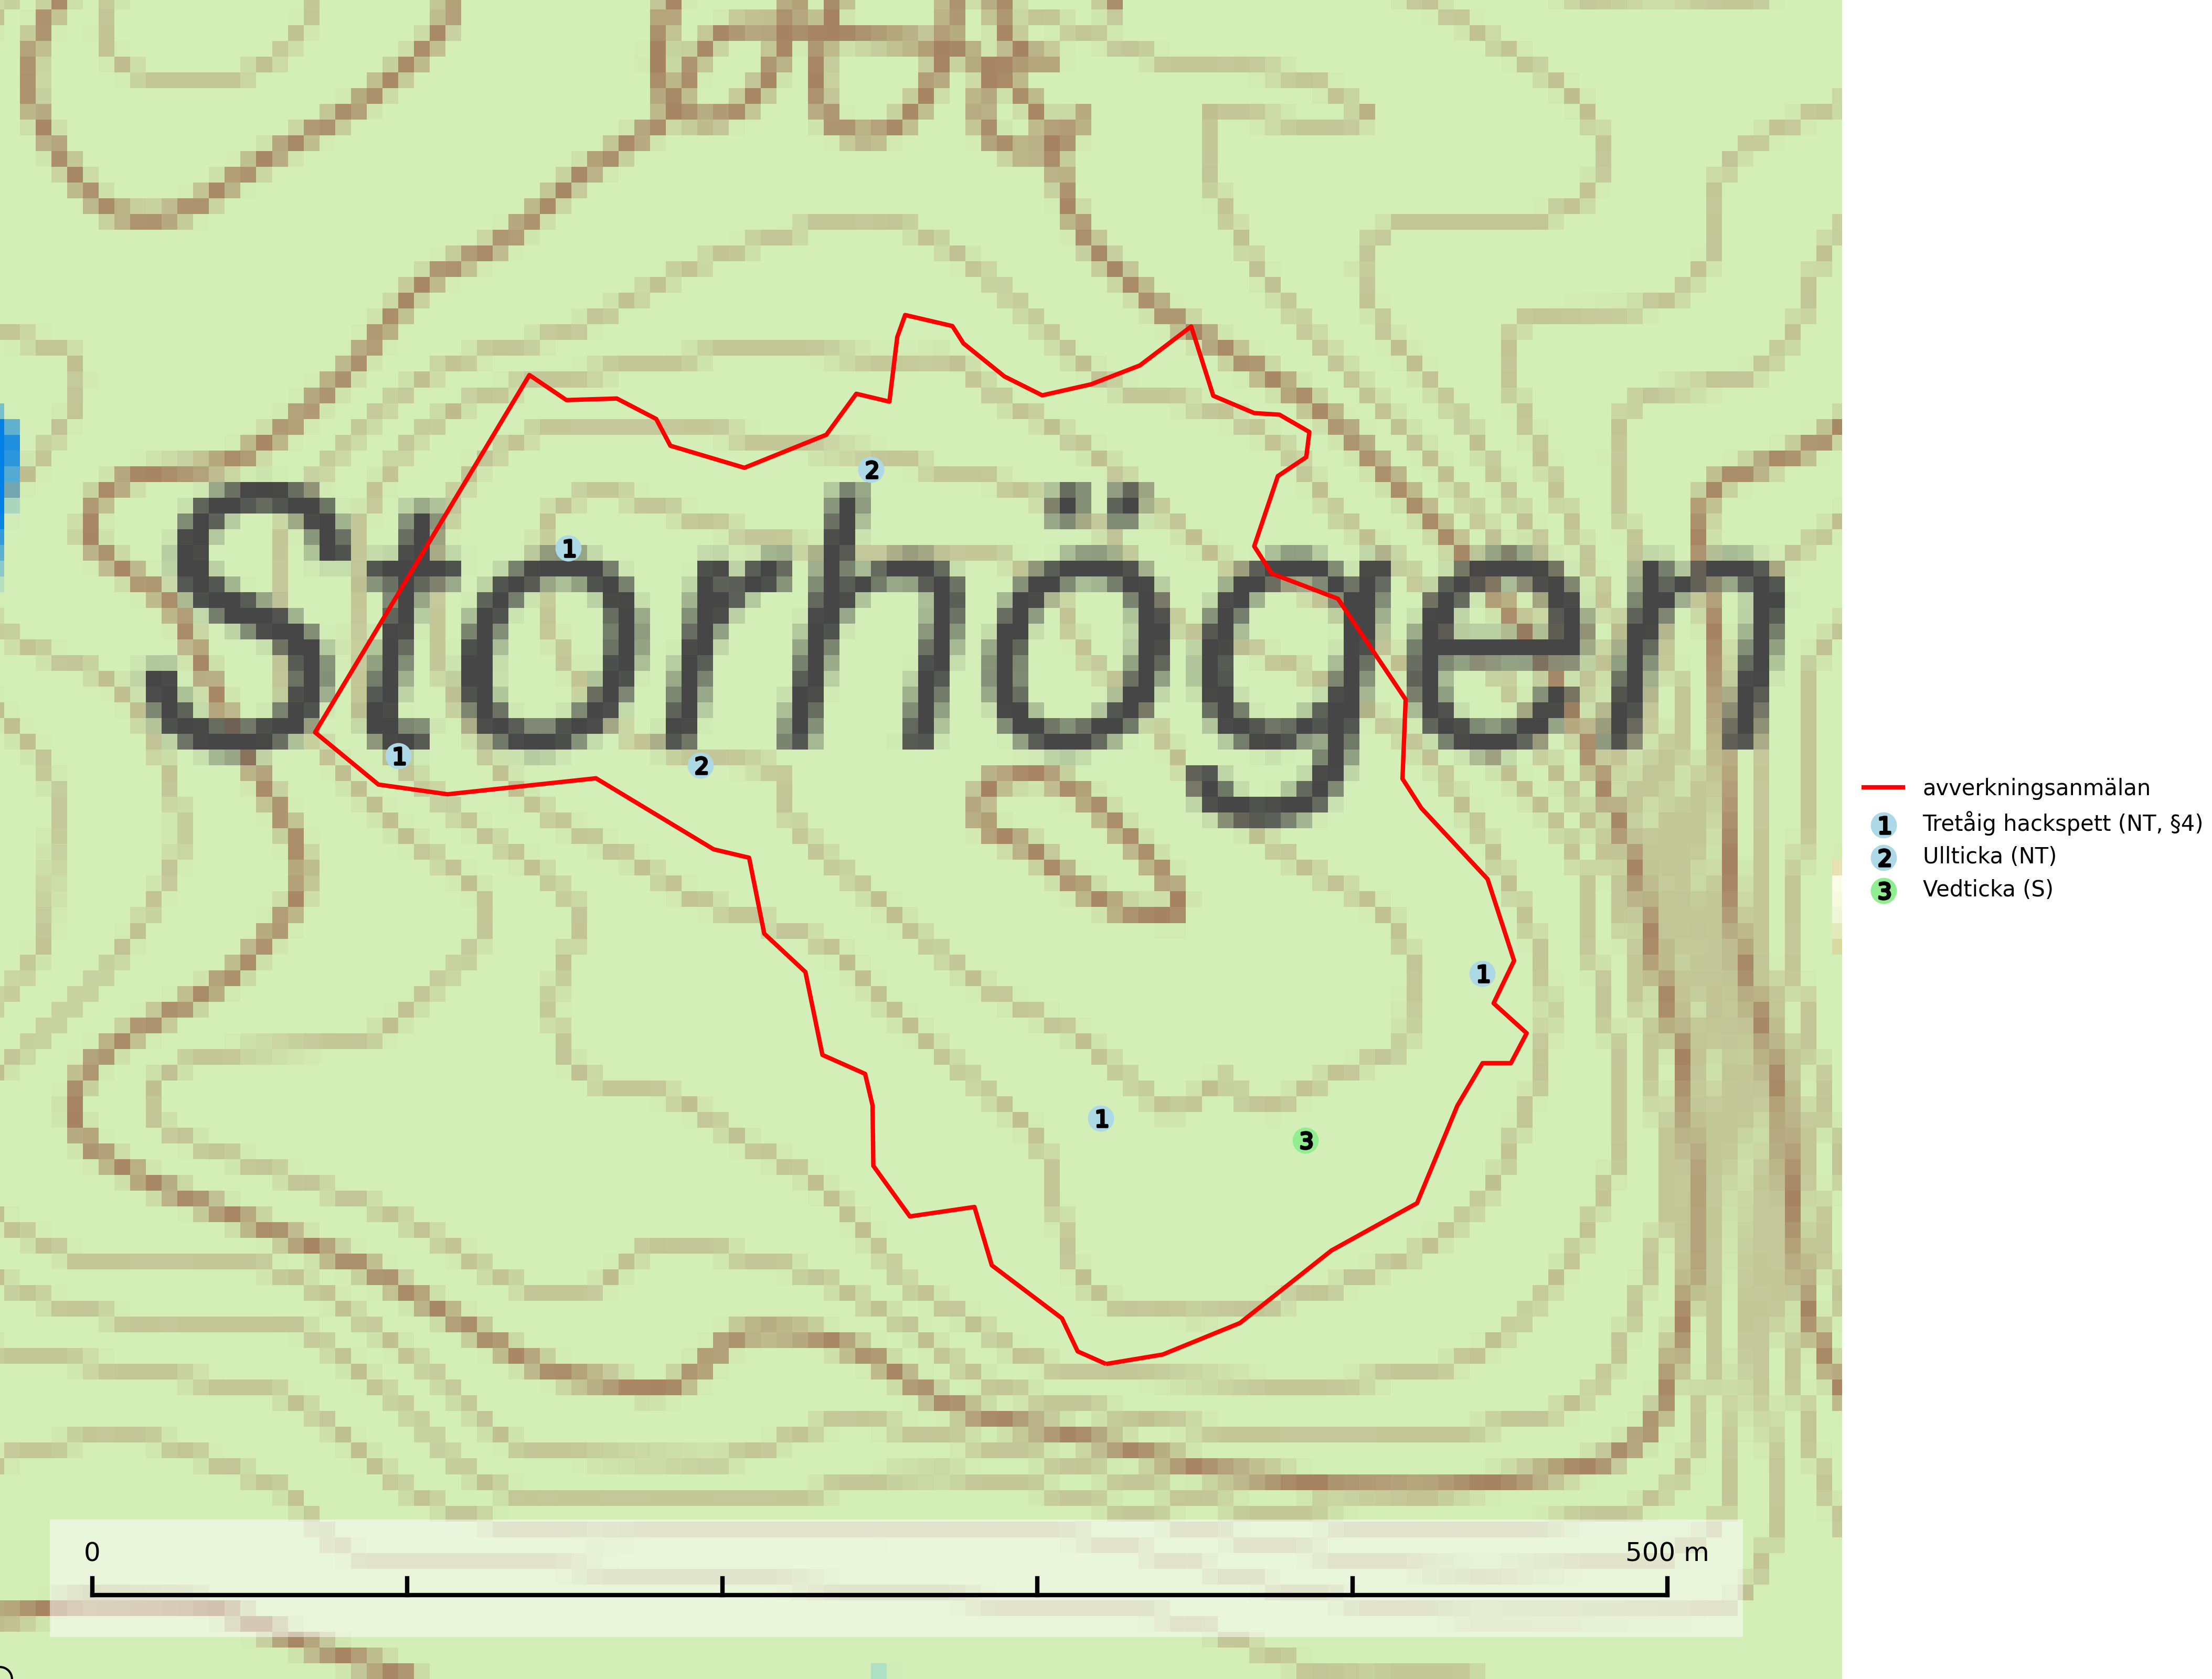 2
Storhögen
1
1
2
1
1
3
avverkningsanmälan
1 Tretåig hackspett (NT, §4)
2 Ullticka (NT)
3 Vedticka (S)
0 500 m